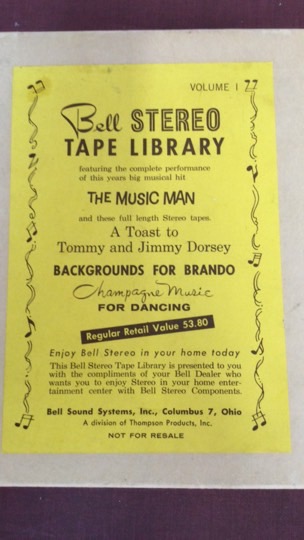 VOLUME I
Bell STEREO
TAPE LIBRARY
featuring the complete performance
of this years big musical hit
THE MUSIC MAN
and these full length Stereo tapes.
A Toast to
Tommy and Jimmy Dorsey
BACKGROUNDS FOR BRANDO
Champagne Music
FOR DANCING
Regular Retail Value 53.80
Enjoy Bell Stereo in your home today
This Bell Stereo Tape Library is presented to you
with the compliments of your Bell Dealer who
wants you to enjoy Stereo in your home enter-
tainment center with Bell Stereo Components.
Bell Sound Systems, Inc., Columbus 7, Ohio
A division of Thompson Products, Inc.
NOT FOR RESALE